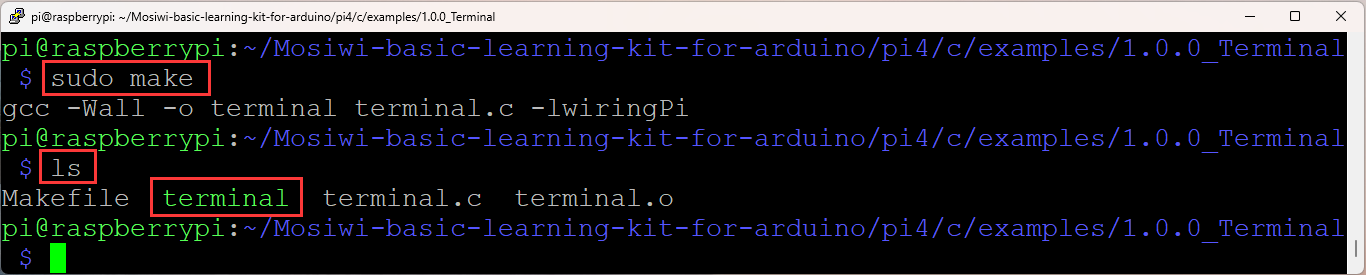 pi@raspberrypi: ~/Mosiwi-basic-learning-kit-for-arduino/pi4/c/examples/1.0.0_Terminal
pi@raspberrypi:~/Mosiwi-basic-learning-kit-for-arduino/pi4/c/examples/1.0.0_Terminal
$ sudo make
gcc -Wall -o terminal terminal.c -lwiringPi
pi@raspberrypi:~/Mosiwi-basic-learning-kit-for-arduino/pi4/c/examples/1.0.0_Terminal
$ ls
Makefile terminal terminal.c terminal.o
pi@raspberrypi:~/Mosiwi-basic-learning-kit-for-arduino/pi4/c/examples/1.0.0_Terminal
$